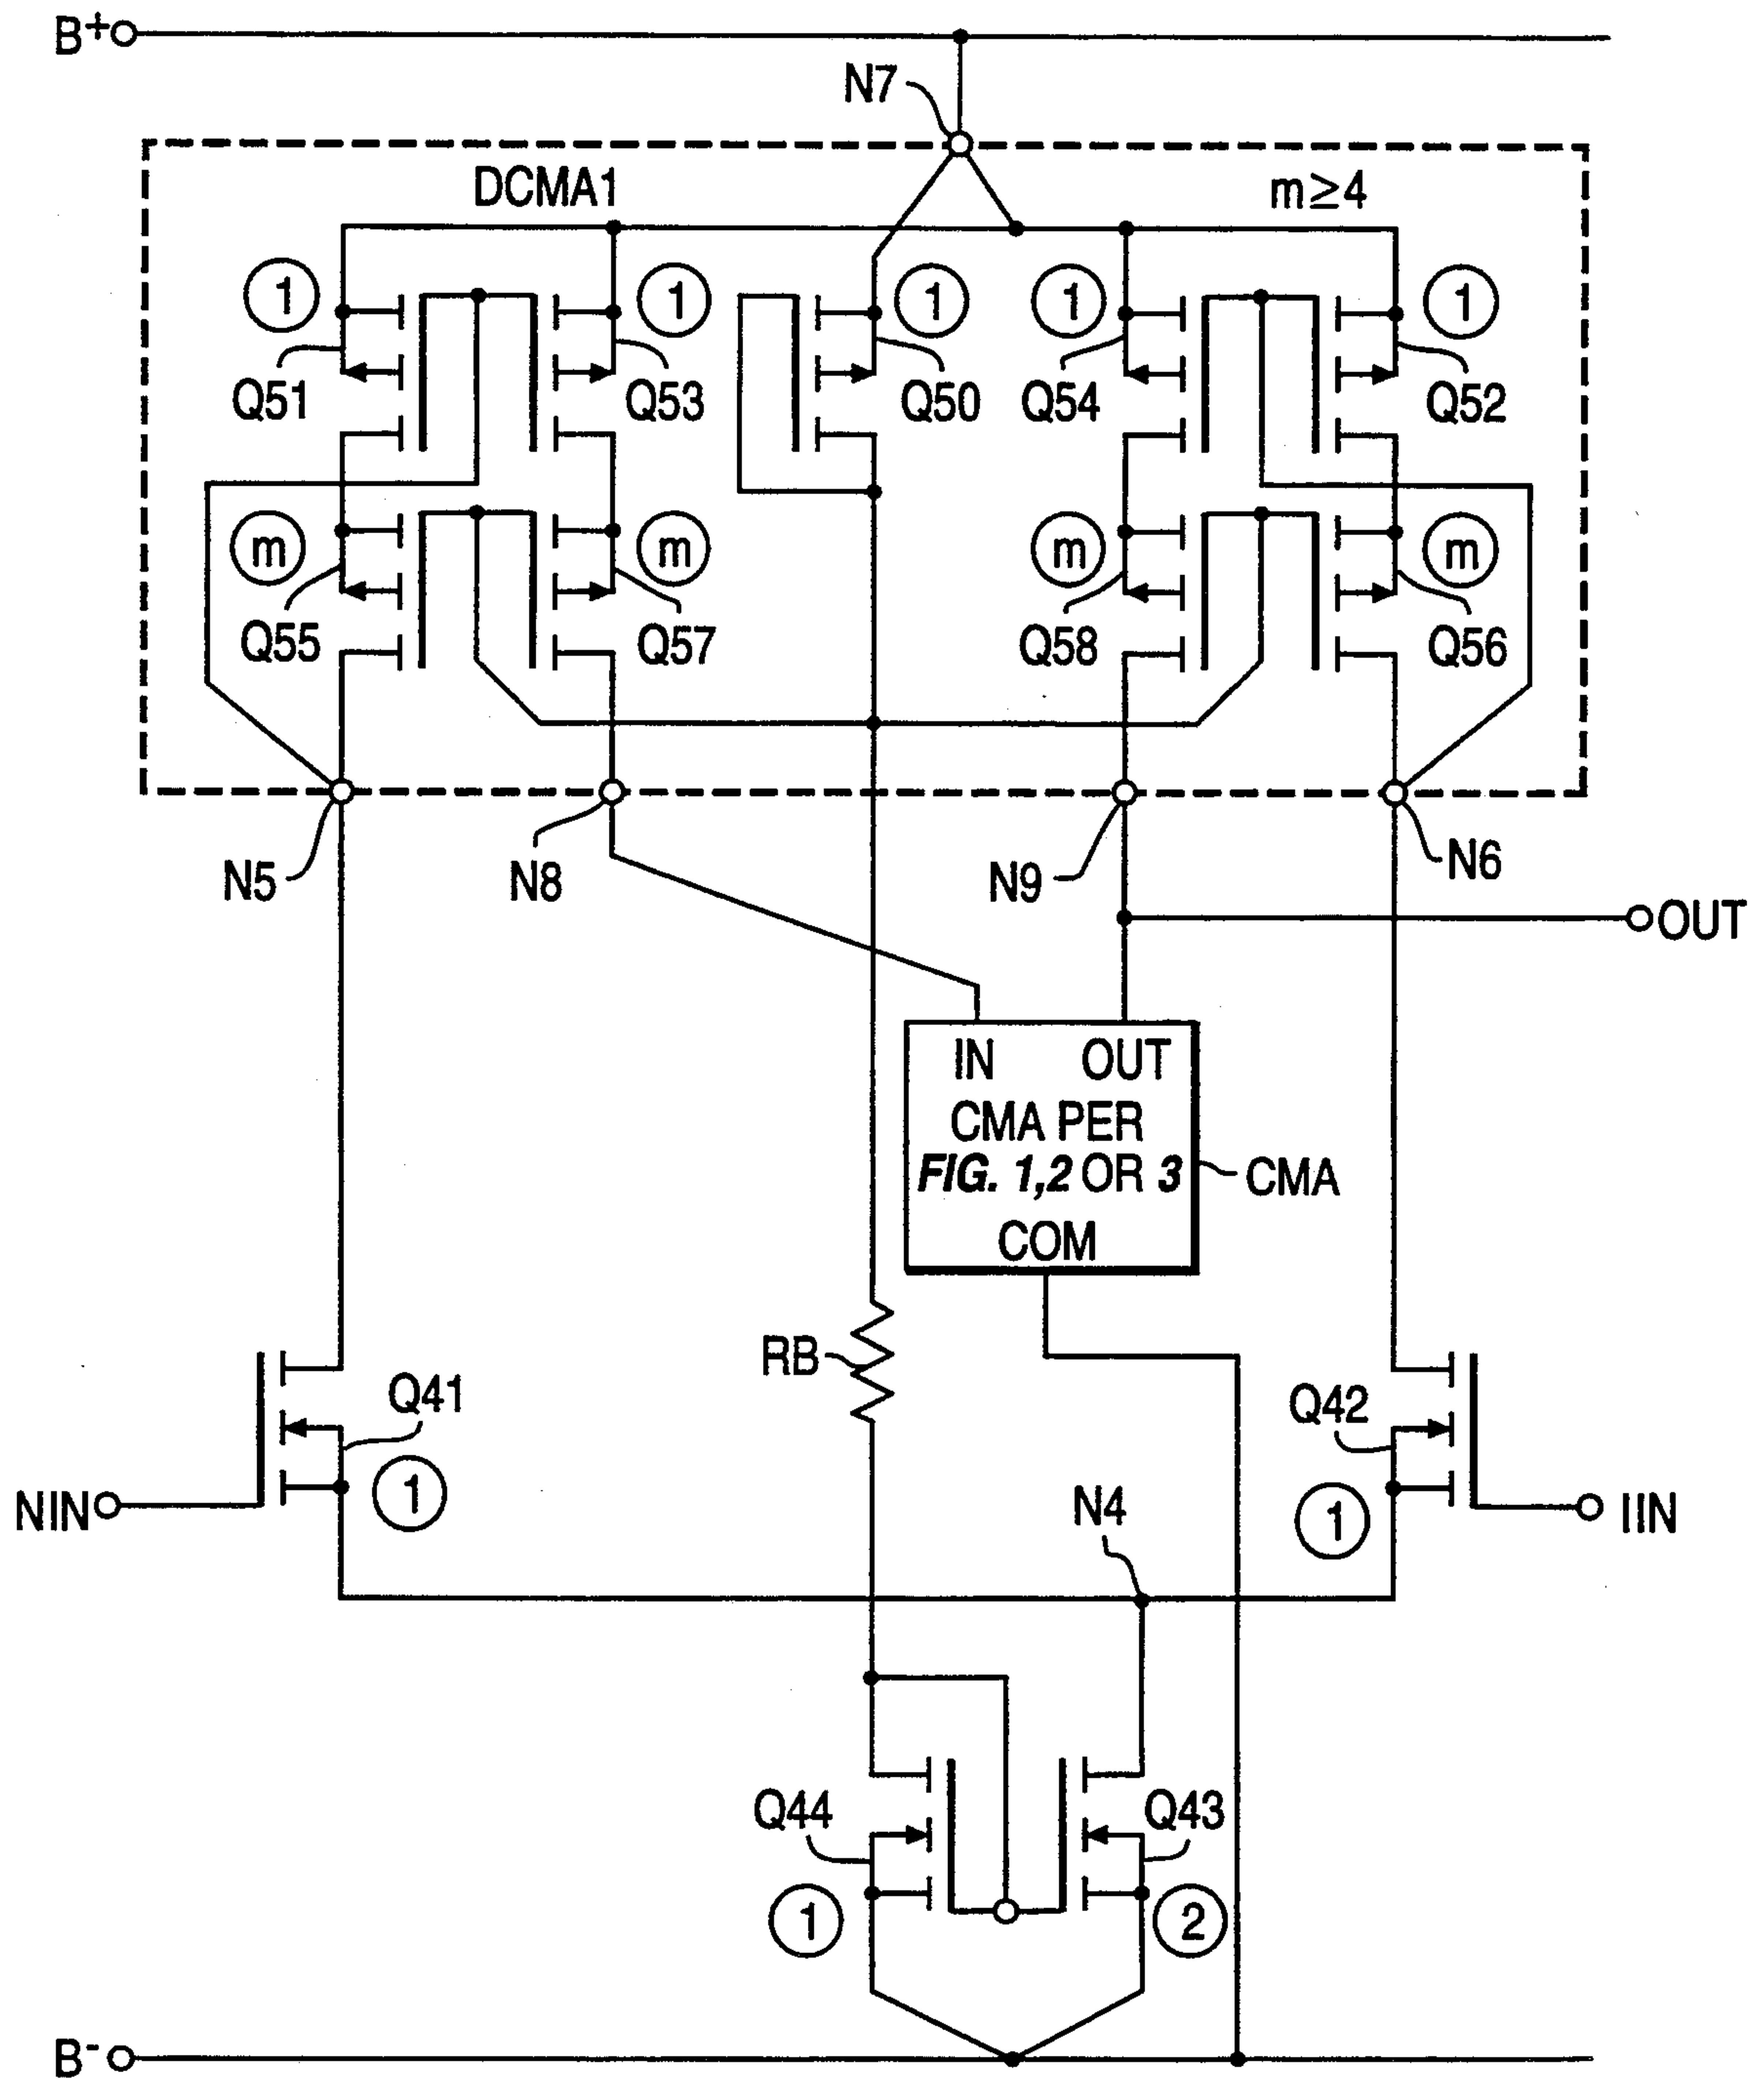 B+
N7
DCMA1
m≥4
1
1
1
1
1
Q51
Q53
Q50
Q54
Q52
m
m
m
m
Q55
Q57
Q58
Q56
N5
N8
N9
N6
OUT
IN OUT
CMA PER
FIG. 1,2 OR 3
COM
CMA
RB
Q41
1
NIN
Q42
1
IIN
N4
Q44
Q43
1
2
B-